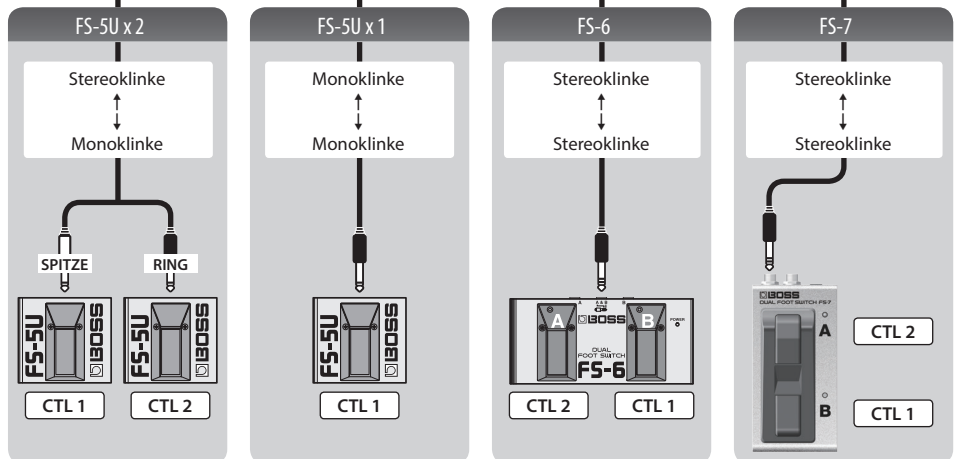 FS-5U x 2
Stereoklinke
Monoklinke
SPITZE
RING
FS-5U
BOSS
FS-5U
BOSS
CTL 1
CTL 2
FS-5U x 1
Monoklinke
Monoklinke
FS-5U
BOSS
CTL 1
FS-6
Stereoklinke
Stereoklinke
A A&B B
A
BOSS
B
POWER
DUAL
FOOT SWITCH
FS-6
CTL 2
CTL 1
FS-7
Stereoklinke
Stereoklinke
BOSS
DUAL FOOT SWITCH FS-7
A
CTL 2
B
CTL 1